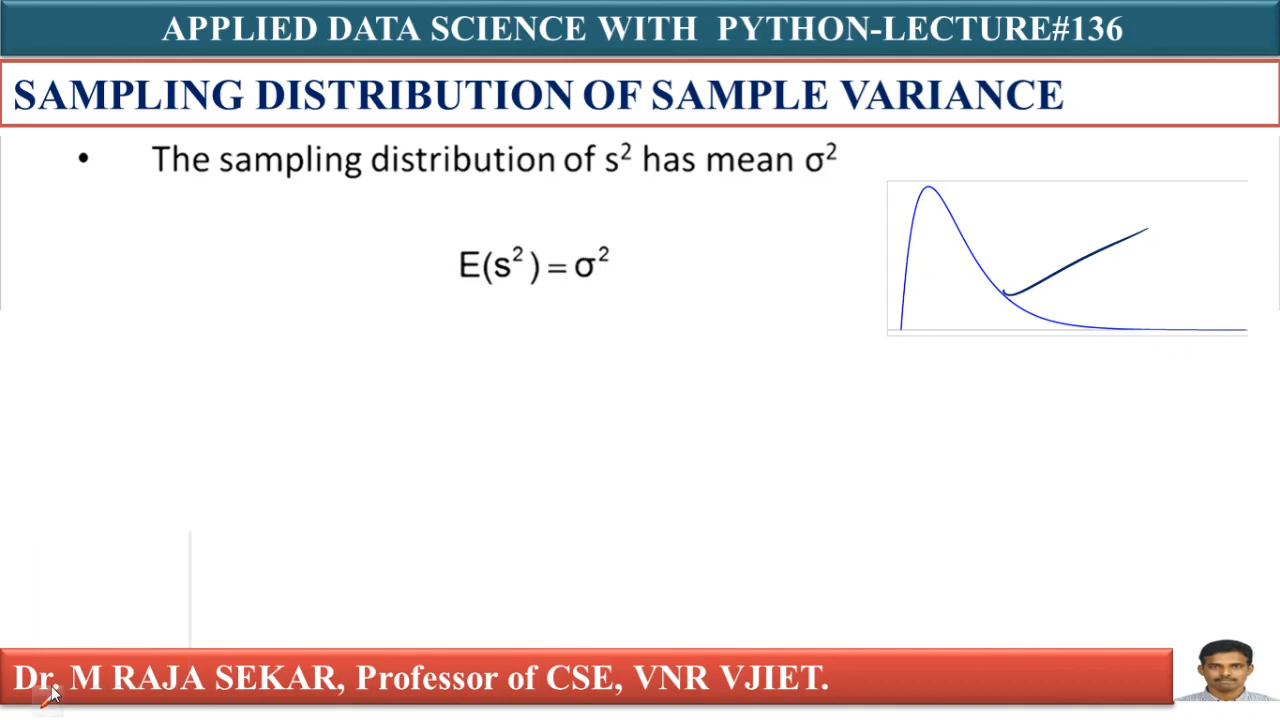 APPLIED DATA SCIENCE WITH PYTHON-LECTURE#136
SAMPLING DISTRIBUTION OF SAMPLE VARIANCE
• The sampling distribution of s² has mean σ²
E(s²) = σ²
Dr. M RAJA SEKAR, Professor of CSE, VNR VJIET.